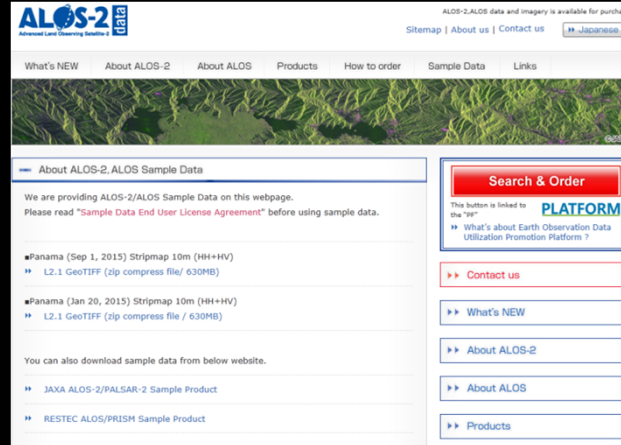 ALOS-2 data
Advanced Land Observing Satellite-2
ALOS-2,ALOS data and imagery is available for purcha
Sitemap | About us | Contact us
Japanese
What's NEW About ALOS-2 About ALOS Products How to order Sample Data Links
About ALOS-2, ALOS Sample Data
We are providing ALOS-2/ALOS Sample Data on this webpage.
Please read "Sample Data End User License Agreement" before using sample data.
■Panama (Sep 1, 2015) Stripmap 10m (HH+HV)
L2.1 GeoTIFF (zip compress file/ 630MB)
■Panama (Jan 20, 2015) Stripmap 10m (HH+HV)
L2.1 GeoTIFF (zip compress file / 630MB)
You can also download sample data from below website.
JAXA ALOS-2/PALSAR-2 Sample Product
RESTEC ALOS/PRISM Sample Product
Search & Order
This button is linked to
the "PF"
PLATFORM
What's about Earth Observation Data
Utilization Promotion Platform ?
Contact us
What's NEW
About ALOS-2
About ALOS
Products